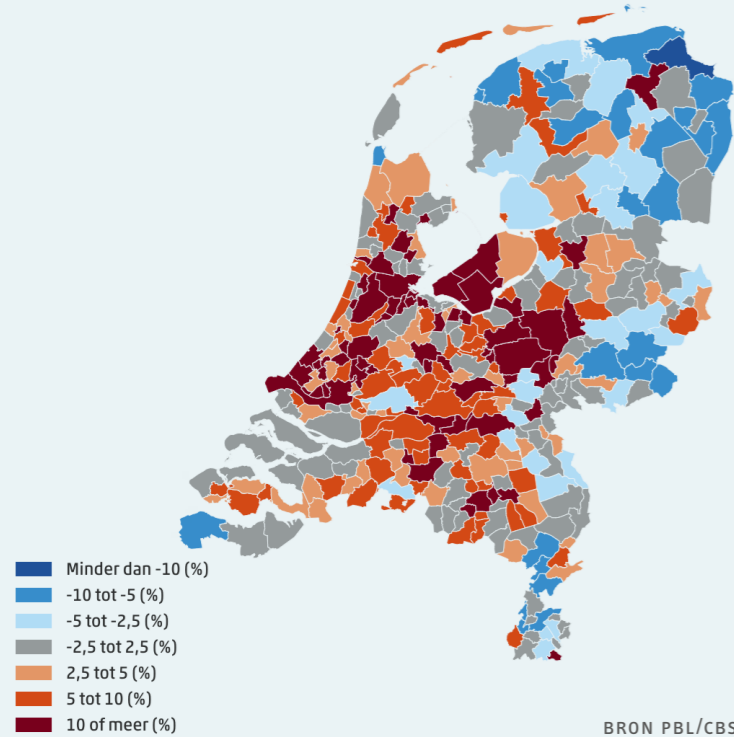 Minder dan -10 (%)
-10 tot -5 (%)
-5 tot -2,5 (%)
-2,5 tot 2,5 (%)
2,5 tot 5 (%)
5 tot 10 (%)
10 of meer (%)
BRON PBL/CBS